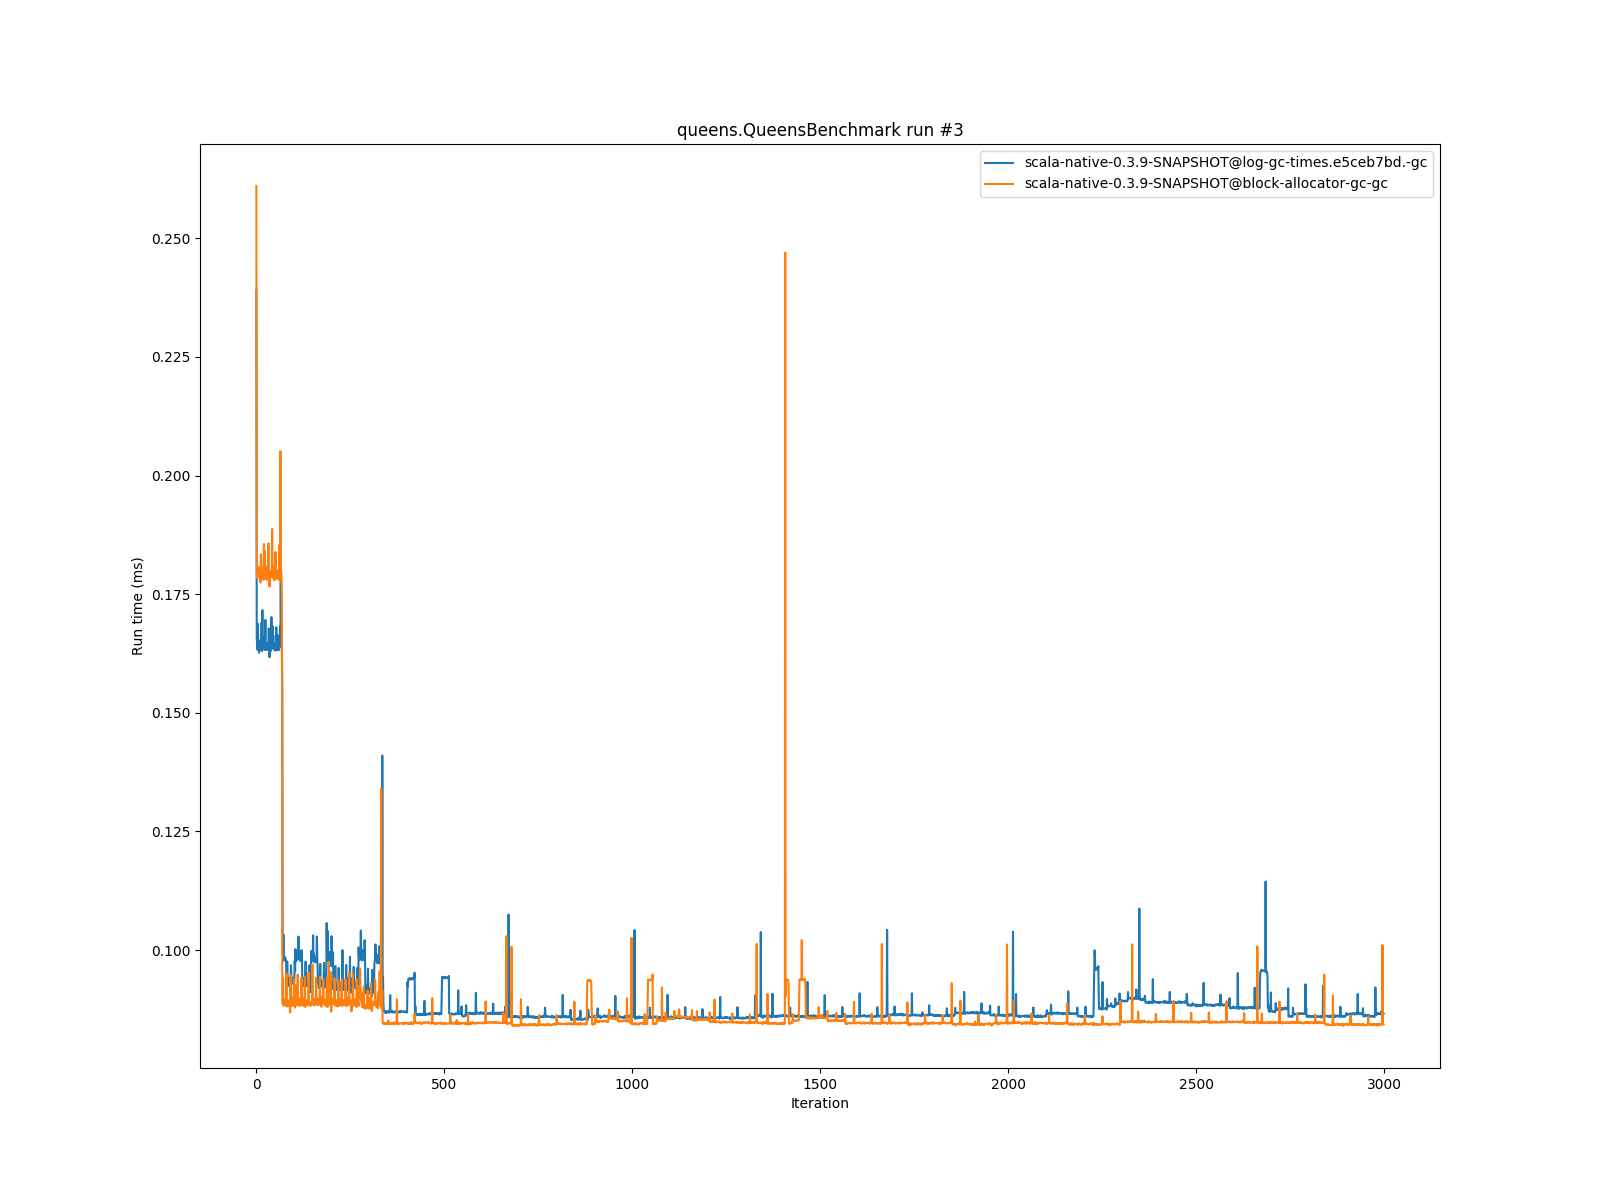 queens.QueensBenchmark run #3
scala-native-0.3.9-SNAPSHOT@log-gc-times.e5ceb7bd.-gc
scala-native-0.3.9-SNAPSHOT@block-allocator-gc-gc
Run time (ms)
0.250
0.225
0.200
0.175
0.150
0.125
0.100
0 500 1000 1500 2000 2500 3000
Iteration